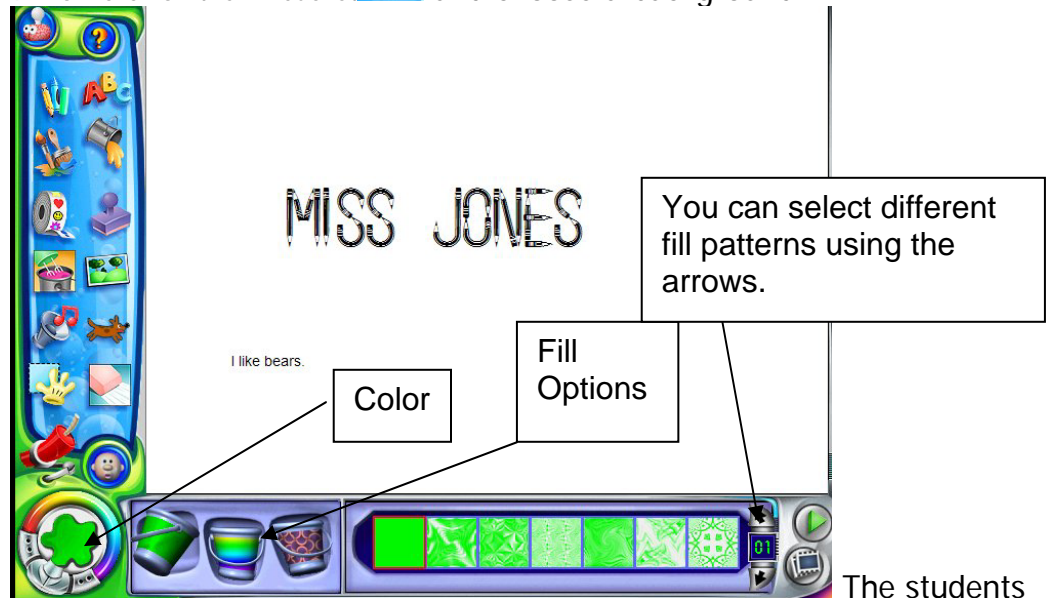 ABC
?
MISS JONES
You can select different
fill patterns using the
arrows.
I like bears.
Fill
Options
Color
01
The students